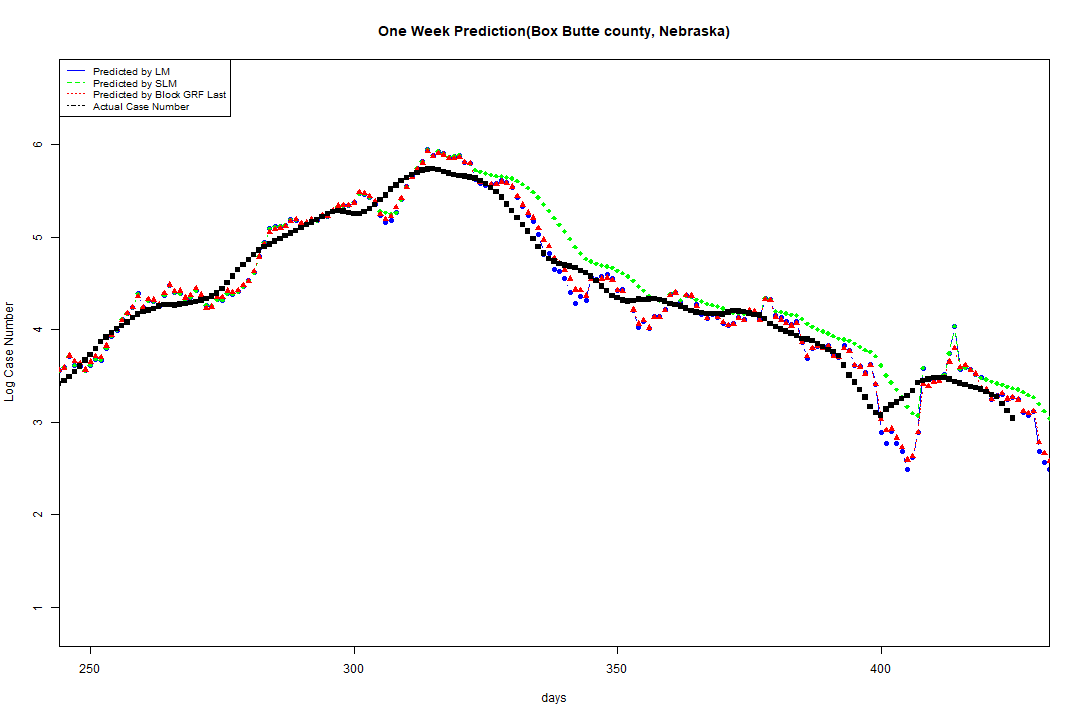 One Week Prediction(Box Butte county, Nebraska)
Predicted by LM
Predicted by SLM
Predicted by Block GRF Last
Actual Case Number
6
5
4
3
2
1
Log Case Number
250 300 350 400
days